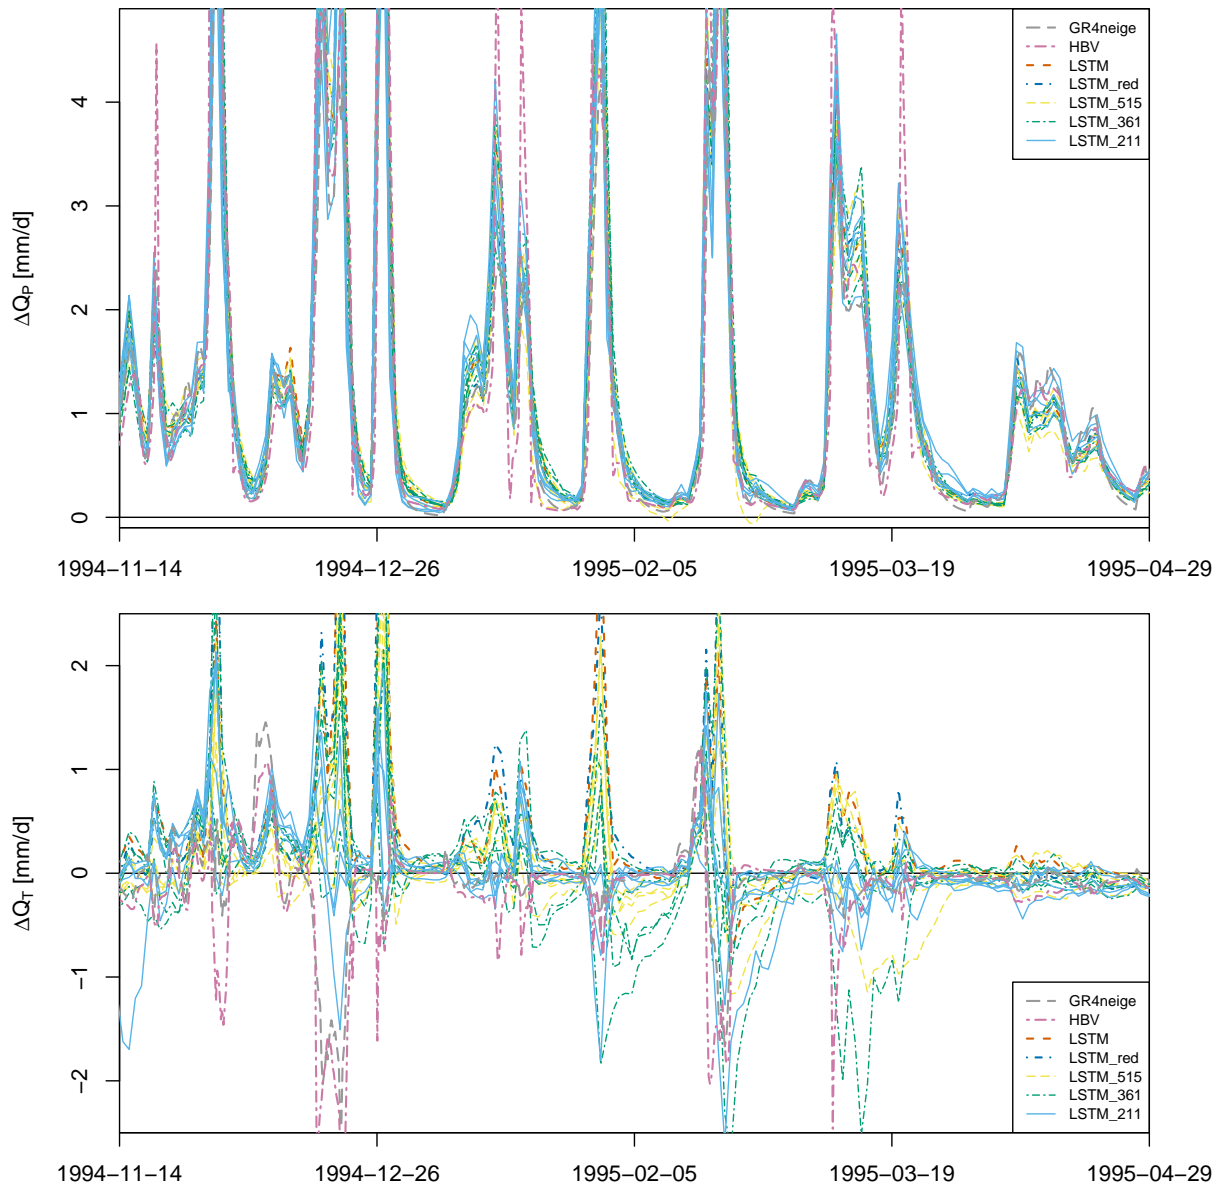 GR4neige
HBV
LSTM
LSTM_red
LSTM_515
LSTM_361
LSTM_211
4
3
2
1
0
ΔQP [mm/d]
1994−11−14 1994−12−26 1995−02−05 1995−03−19 1995−04−29
2
1
0
−1
−2
ΔQT [mm/d]
GR4neige
HBV
LSTM
LSTM_red
LSTM_515
LSTM_361
LSTM_211
1994−11−14 1994−12−26 1995−02−05 1995−03−19 1995−04−29